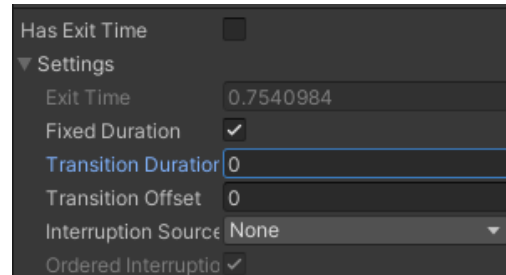 Has Exit Time
Settings
Exit Time 0.7540984
Fixed Duration
Transition Duration 0
Transition Offset 0
Interruption Source None
Ordered Interruptio